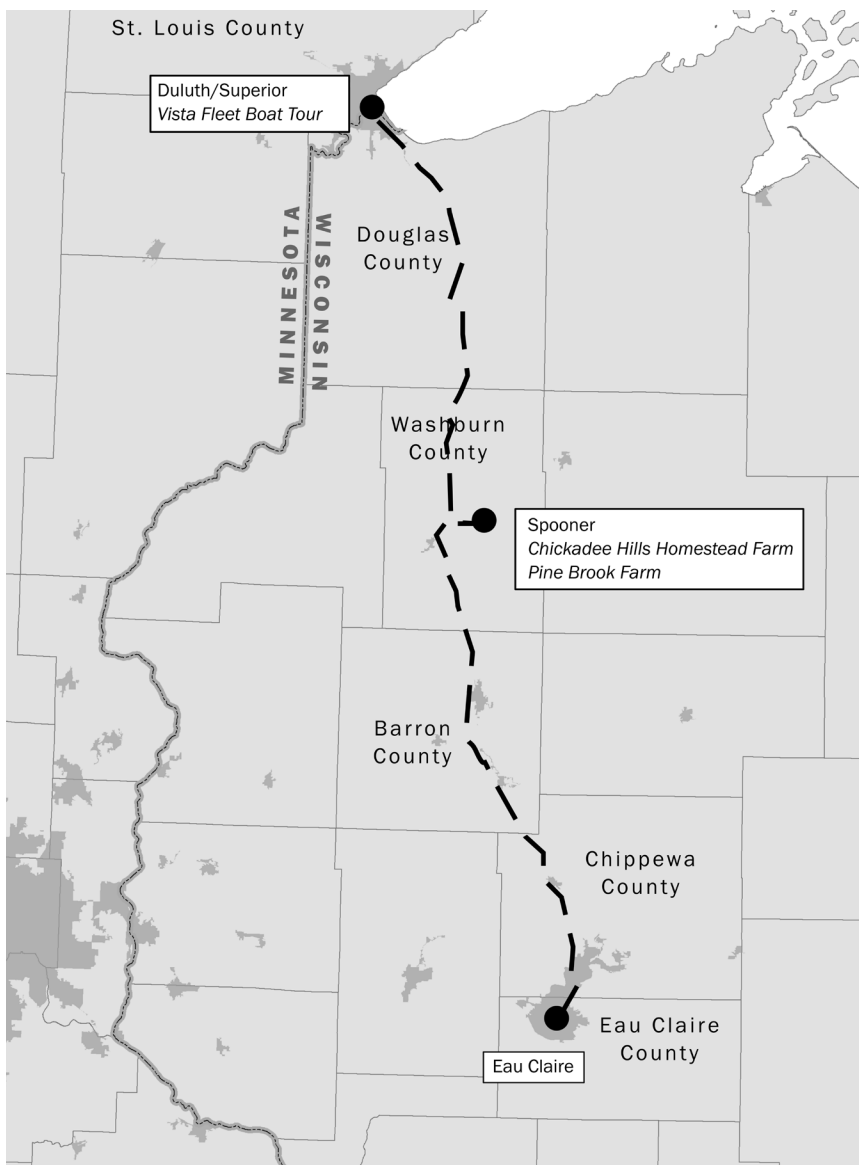 St. Louis County
Duluth/Superior
Vista Fleet Boat Tour
MINNESOTA
WISCONSIN
Douglas
County
Washburn
County
Spooner
Chickadee Hills Homestead Farm
Pine Brook Farm
Barron
County
Chippewa
County
Eau Claire
County
Eau Claire